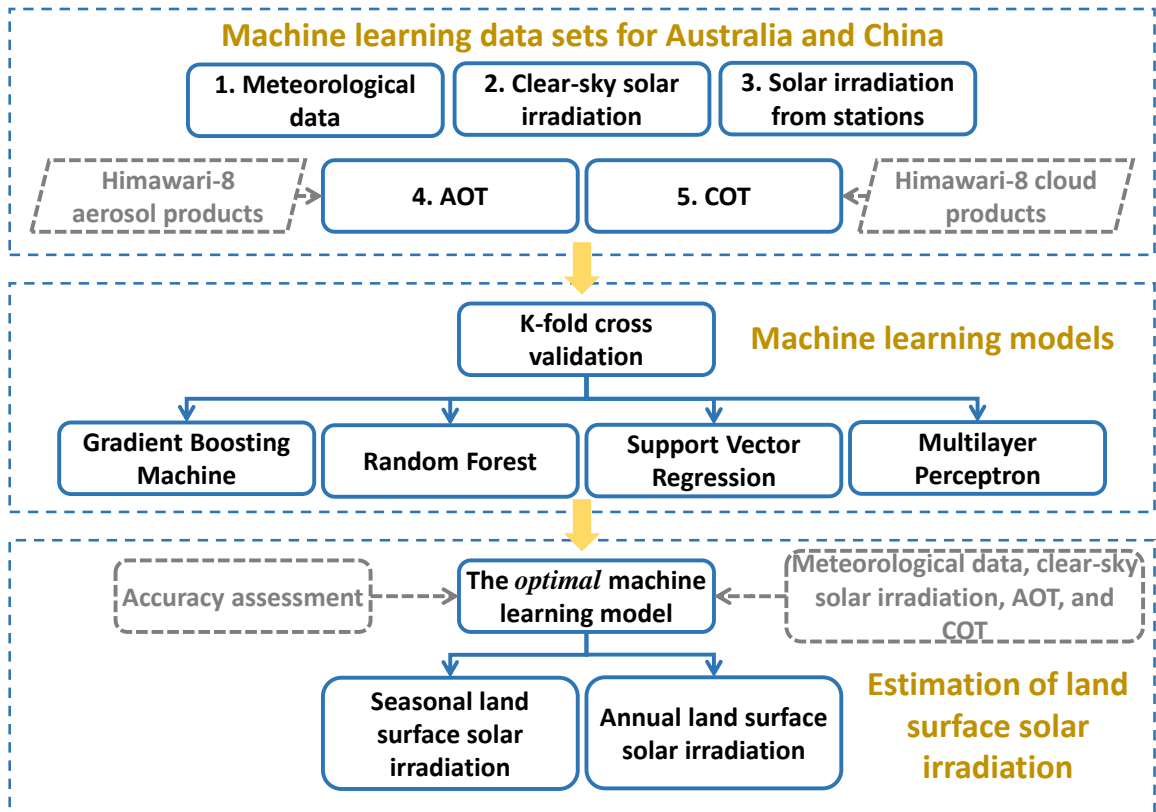 Machine learning data sets for Australia and China
1. Meteorological
data
2. Clear-sky solar
irradiation
3. Solar irradiation
from stations
Himawari-8
aerosol products
4. AOT
5. COT
Himawari-8 cloud
products
K-fold cross
validation
Machine learning models
Gradient Boosting
Machine
Random Forest
Support Vector
Regression
Multilayer
Perceptron
Accuracy assessment
The optimal machine
learning model
Meteorological data, clear-sky
solar irradiation, AOT, and
COT
Seasonal land
surface solar
irradiation
Annual land surface
solar irradiation
Estimation of land
surface solar
irradiation